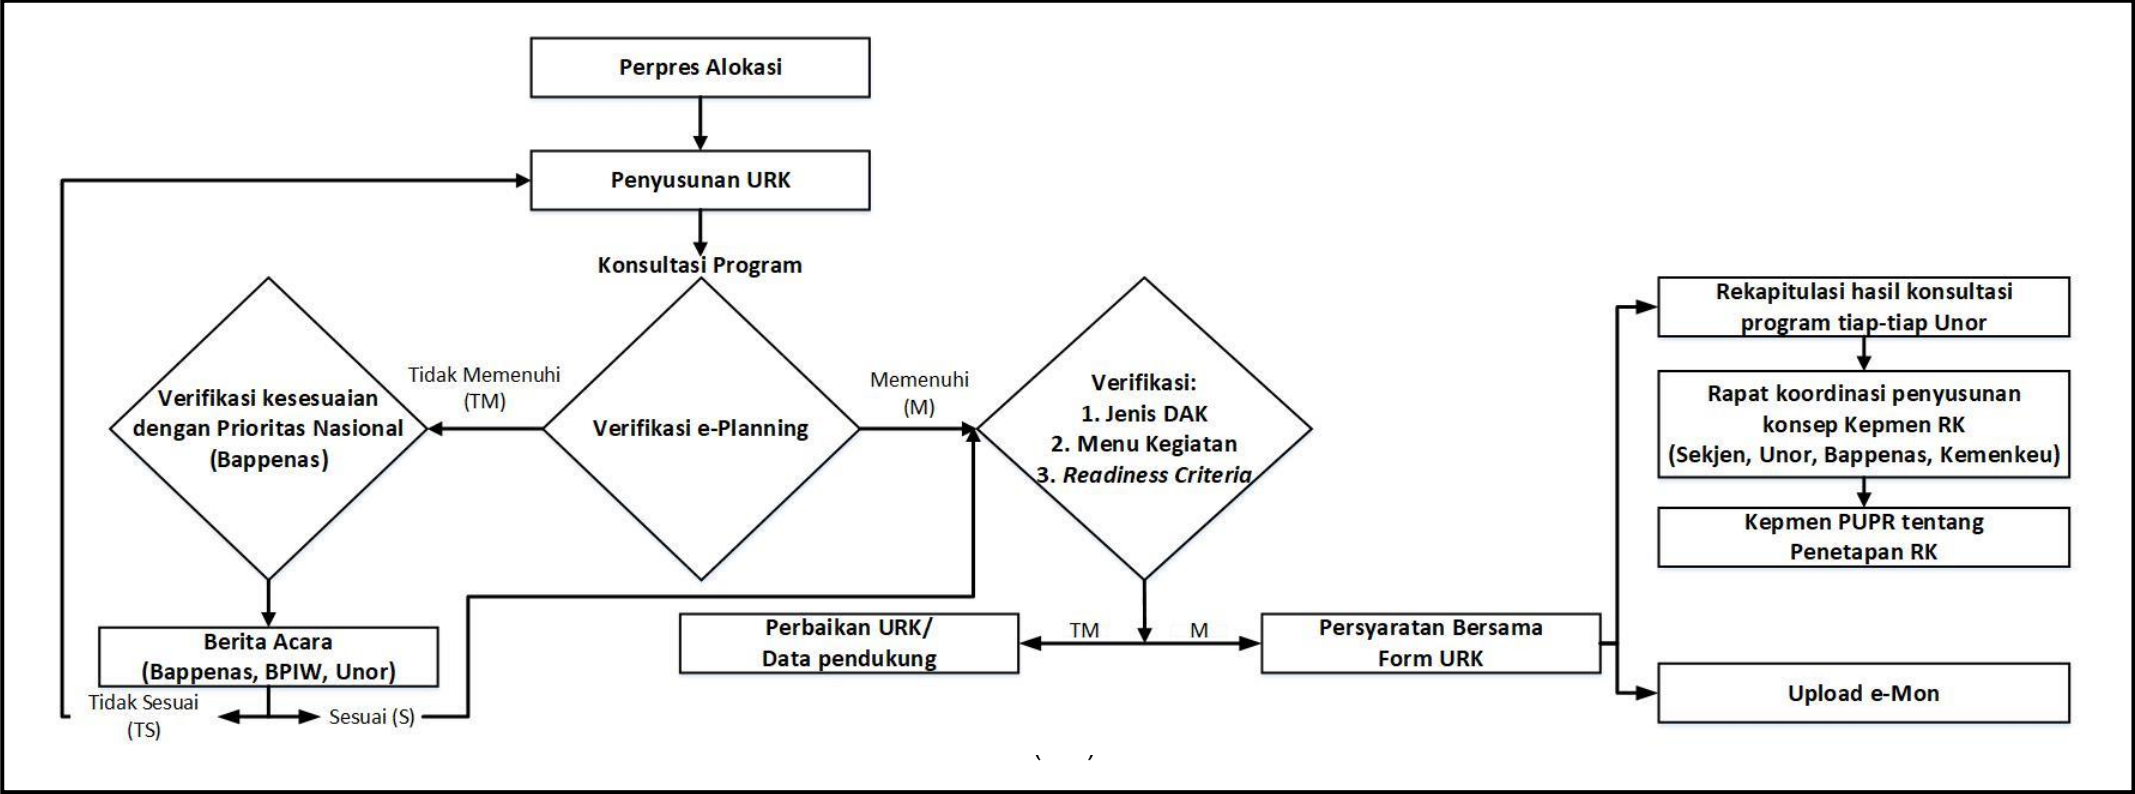 Perpres Alokasi
Penyusunan URK
Konsultasi Program
Verifikasi kesesuaian
dengan Prioritas Nasional
(Bappenas)
Tidak Memenuhi
(TM)
Verifikasi e-Planning
Memenuhi
(M)
Verifikasi:
1. Jenis DAK
2. Menu Kegiatan
3. Readiness Criteria
Berita Acara
(Bappenas, BPIW, Unor)
Tidak Sesuai
(TS)
Sesuai (S)
Perbaikan URK/
Data pendukung
TM
M
Persyaratan Bersama
Form URK
Rekapitulasi hasil konsultasi
program tiap-tiap Unor
Rapat koordinasi penyusunan
konsep Kepmen RK
(Sekjen, Unor, Bappenas, Kemenkeu)
Kepmen PUPR tentang
Penetapan RK
Upload e-Mon